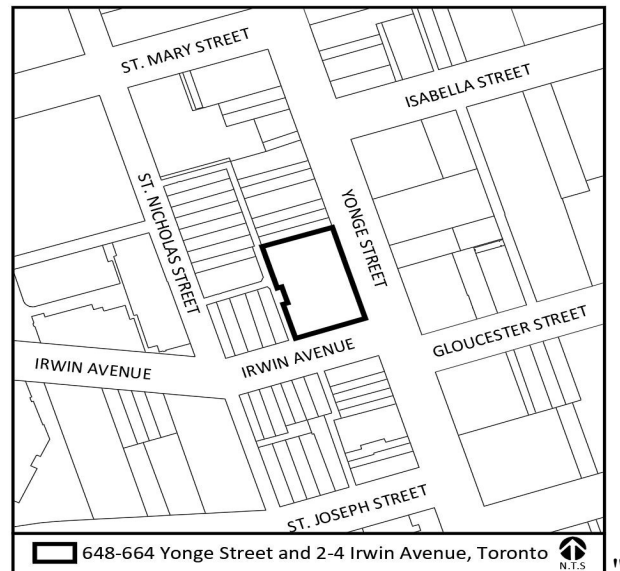 ST. MARY STREET
ISABELLA STREET
ST. NICHOLAS STREET
YONGE STREET
GLOUCESTER STREET
IRWIN AVENUE
IRWIN AVENUE
ST. JOSEPH STREET
648-664 Yonge Street and 2-4 Irwin Avenue, Toronto
N.T.S
"